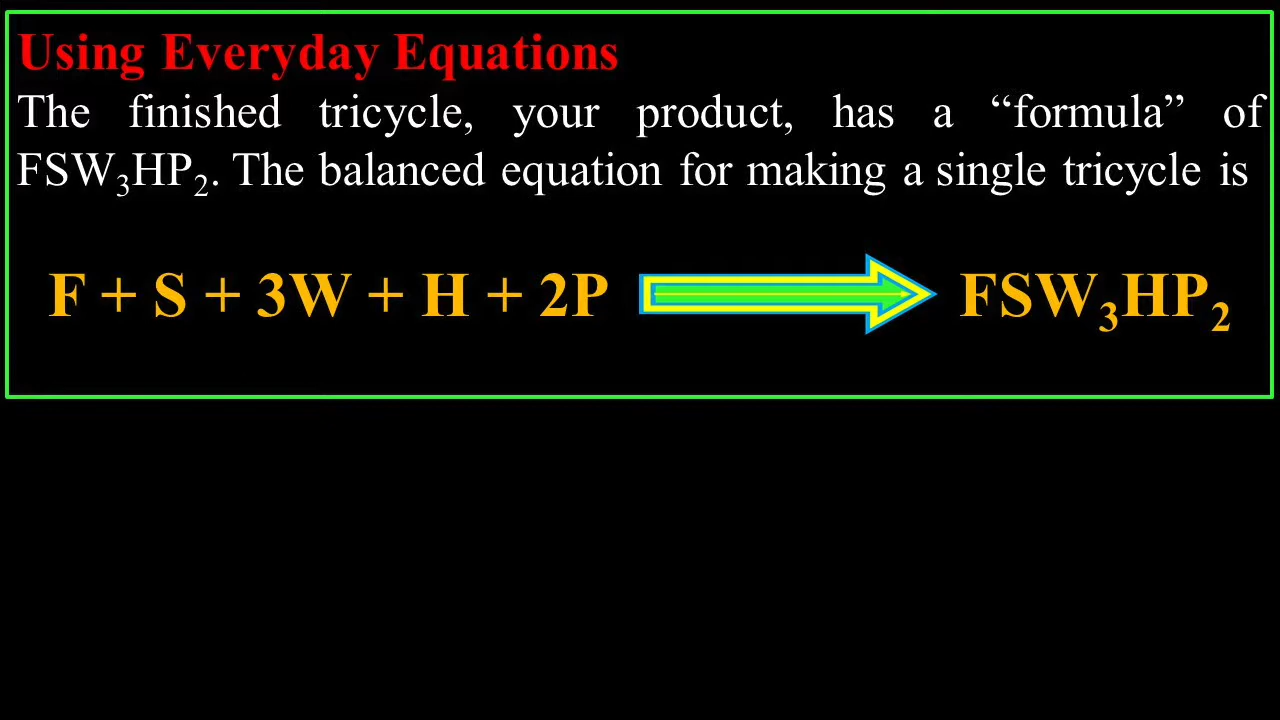 Using Everyday Equations
The finished tricycle, your product, has a “formula” of
FSW₃HP₂. The balanced equation for making a single tricycle is
F + S + 3W + H + 2P FSW₃HP₂